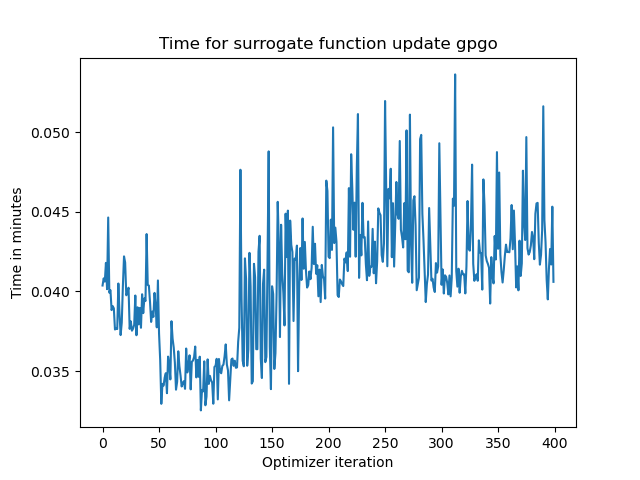 Time for surrogate function update gpgo
Time in minutes
0.050
0.045
0.040
0.035
0 50 100 150 200 250 300 350 400
Optimizer iteration